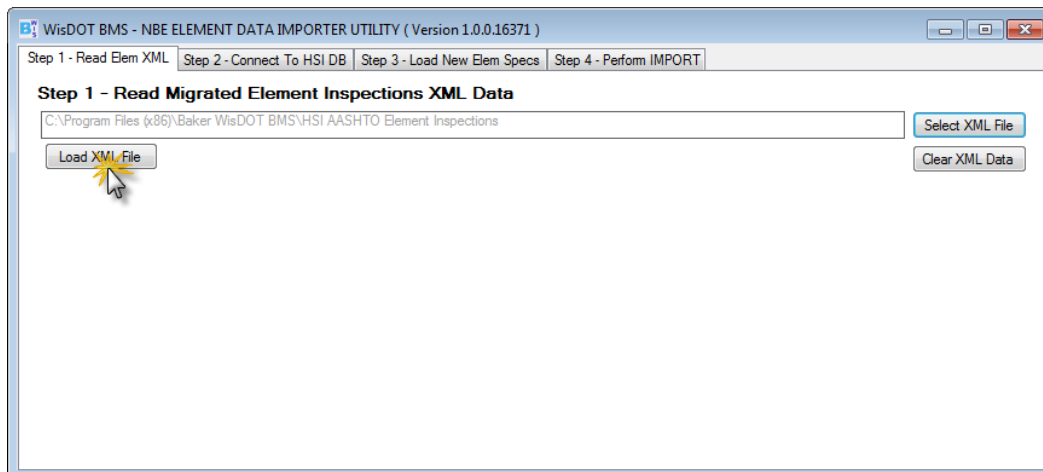 WisDOT BMS - NBE ELEMENT DATA IMPORTER UTILITY ( Version 1.0.0.16371 )
Step 1 - Read Elem XML Step 2 - Connect To HSI DB Step 3 - Load New Elem Specs Step 4 - Perform IMPORT
Step 1 - Read Migrated Element Inspections XML Data
C:\Program Files (x86)\Baker WisDOT BMS\HSI AASHTO Element Inspections Select XML File
Load XML File Clear XML Data